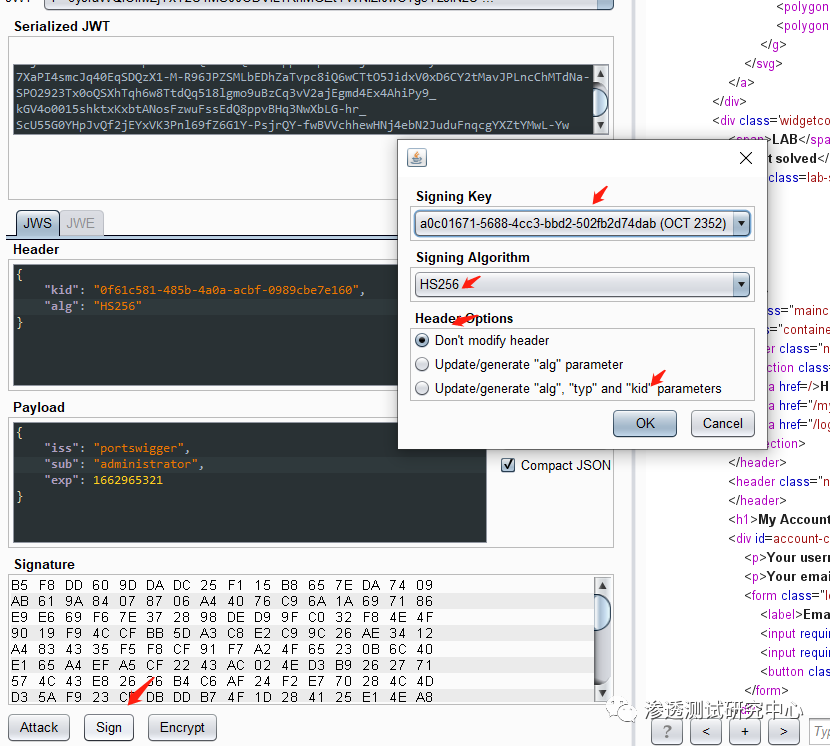 Serialized JWT
7XaPI4smcJq40EqSDQzX1-M-R96JPZSMLbEDhZaTvpc8iQ6wCTtO5JidxV0xD6CY2tMavJPLncChMTdNa-
SPO2923Tx0oQSXhTqh6w8TtdQq518lgmo9uBzCq3vV2ajEgmd4Ex4AhiPy9_
kGV4o0015shktxKxbtANosFzwuFssEdQ8ppvBHq3NwXbLG-hr_
ScU55G0YHpJvQf2jEYxVK3Pnl69fZ6G1Y-PsjrQY-fwBVVchhewHNj4ebN2JuduFnqcgYXZtYMwL-Yw
JWS
JWE
Header
{
"kid": "0f61c581-485b-4a0a-acbf-0989cbe7e160",
"alg": "HS256"
}
Payload
{
"iss": "portswigger",
"sub": "administrator",
"exp": 1662965321
}
Compact JSON
Signature
B5 F8 DD 60 9D DA DC 25 F1 15 B8 65 7E DA 74 09
AB 61 9A 84 07 87 06 A4 40 76 C9 6A 1A 69 71 86
E9 E6 69 F6 7E 37 28 98 DE D9 9F C0 32 F8 4E 4F
90 19 F9 4C CF BB 5D A3 C8 E2 C9 9C 26 AE 34 12
A4 83 43 35 F5 F8 CF 91 F7 A2 4F 65 23 0B 6C 40
E1 65 A4 EF A5 CF 22 43 AC 02 4E D3 B9 26 27 71
57 4C 43 E8 26 B4 C6 AF 24 F2 E7 70 28 4C 4D
D3 5A F9 23 DB DD B7 4F 1D 28 41 25 E1 4E A8
Attack
Sign
Encrypt
Signing Key
a0c01671-5688-4cc3-bbd2-502fb2d74dab (OCT 2352)
Signing Algorithm
HS256
Header Options
Don't modify header
Update/generate "alg" parameter
Update/generate "alg", "typ" and "kid" parameters
OK
Cancel
<polygon
<polygon
</g>
</svg>
</a>
</div>
<div class='widgetco
LAB</spa
t solved</
class=lab-
ss="mainc
="containe
er class="n
ction class=
a href=/>H
a href="/my
a href="/log
ection>
</header>
<header class="n
</header>
<h1>My Account
<div id=account-c
<p>Your usern
<p>Your emai
<form class="lo
<label>Ema
<input requir
<input requir
<button clas
</form>
渗透测试研究中心
?
<
+
>
Typ